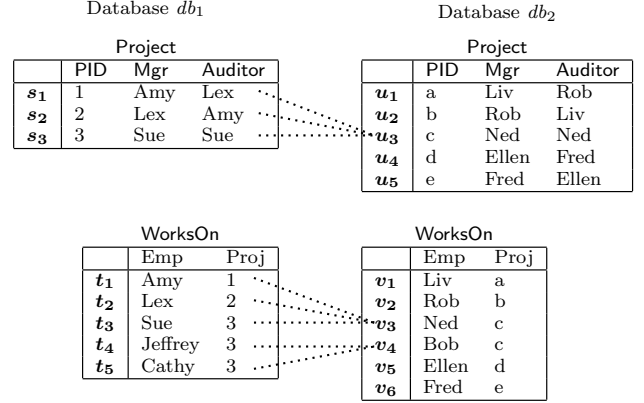 Database db₁
Database db₂
Project
PID Mgr Auditor
s₁ 1 Amy Lex
s₂ 2 Lex Amy
s₃ 3 Sue Sue
Project
PID Mgr Auditor
u₁ a Liv Rob
u₂ b Rob Liv
u₃ c Ned Ned
u₄ d Ellen Fred
u₅ e Fred Ellen
WorksOn
Emp Proj
t₁ Amy 1
t₂ Lex 2
t₃ Sue 3
t₄ Jeffrey 3
t₅ Cathy 3
WorksOn
Emp Proj
v₁ Liv a
v₂ Rob b
v₃ Ned c
v₄ Bob c
v₅ Ellen d
v₆ Fred e